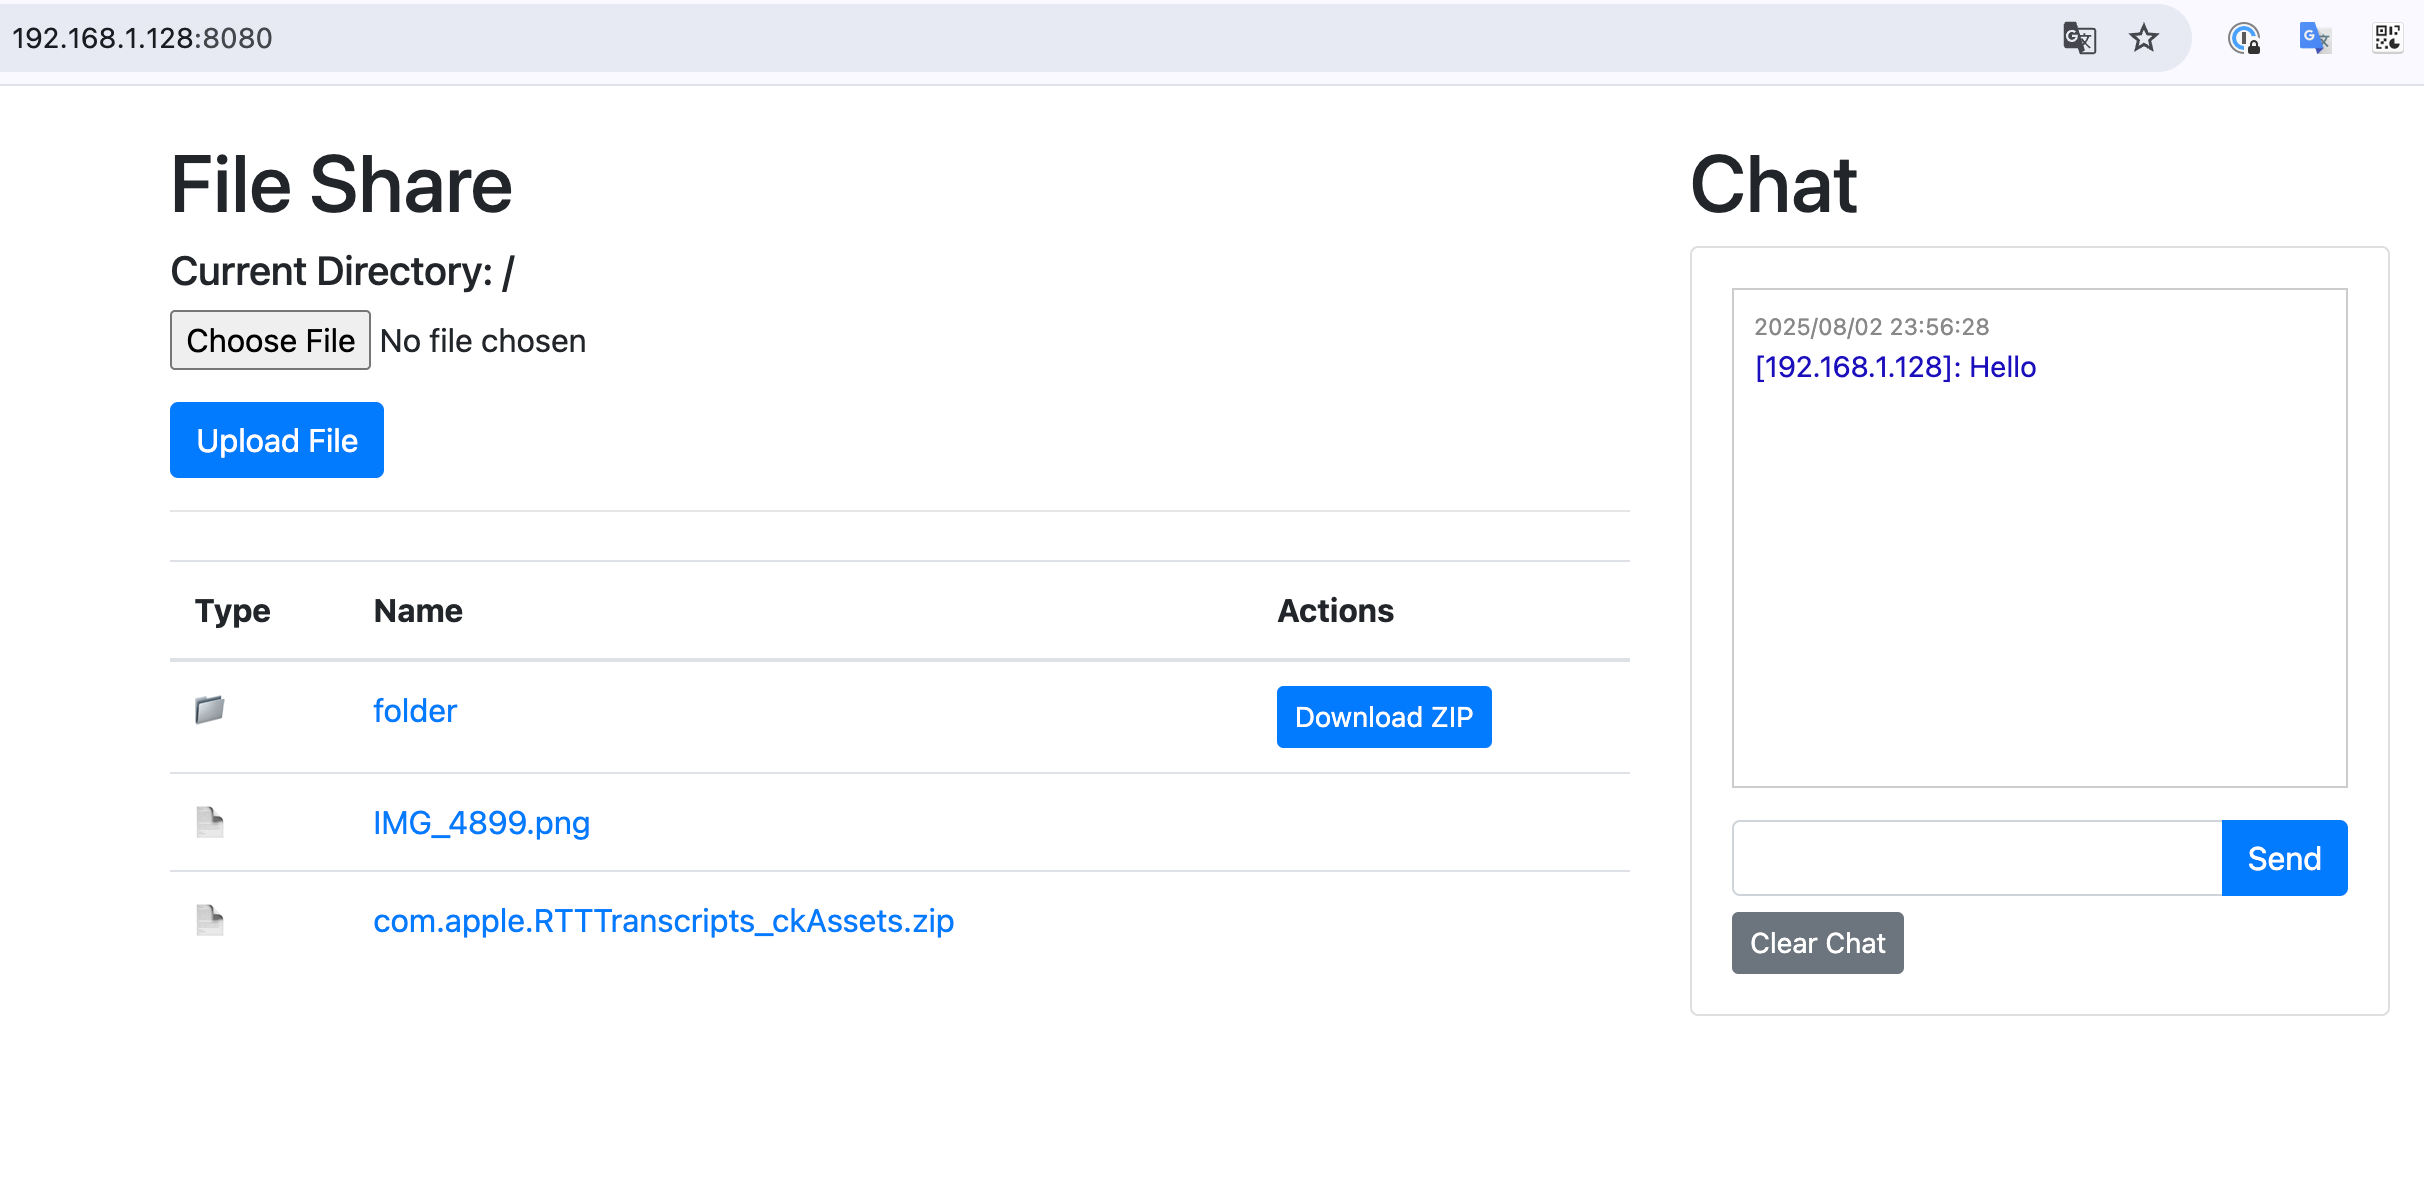 192.168.1.128:8080
File Share
Current Directory: /
Choose File No file chosen
Upload File
Type Name Actions
folder Download ZIP
IMG_4899.png
com.apple.RTTTranscripts_ckAssets.zip
Chat
2025/08/02 23:56:28
[192.168.1.128]: Hello
Send
Clear Chat